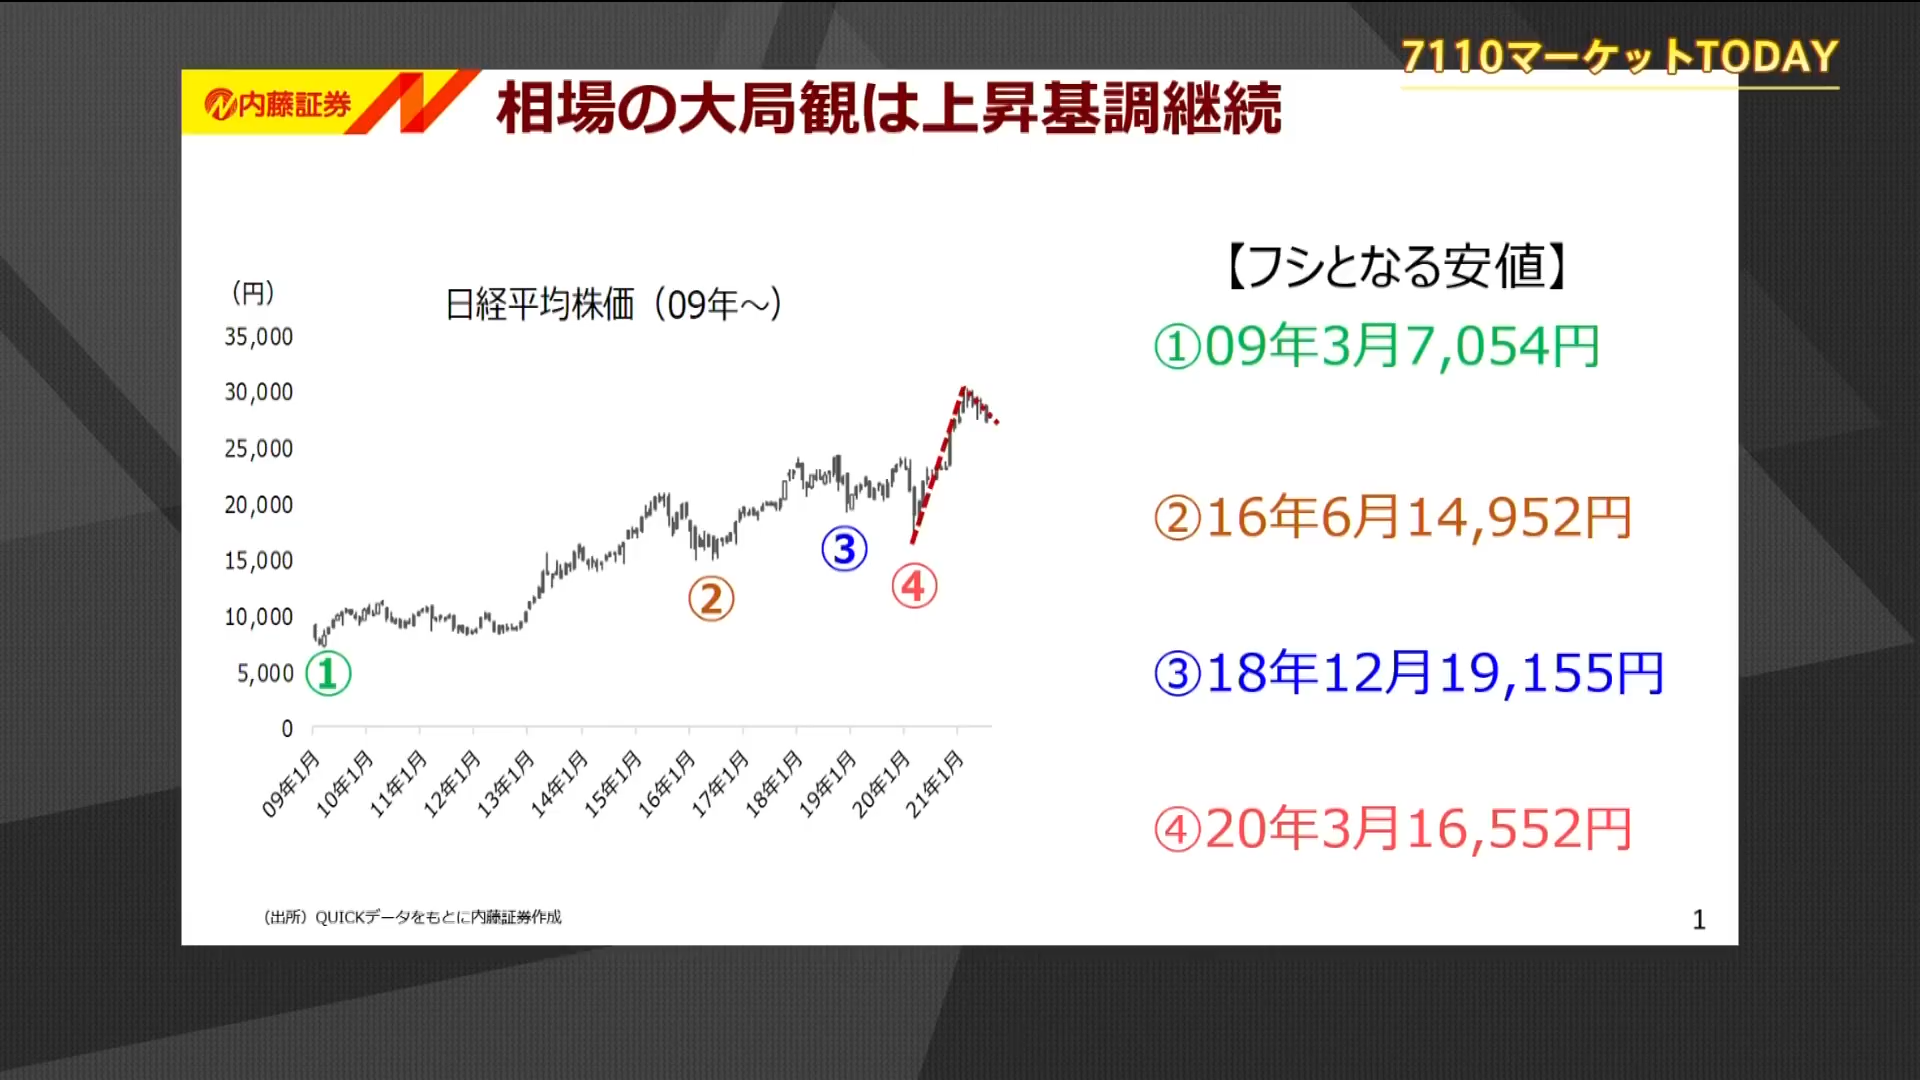 7110マーケットTODAY
内藤証券
相場の大局観は上昇基調継続
【フシとなる安値】
①09年3月7,054円
②16年6月14,952円
③18年12月19,155円
④20年3月16,552円
日経平均株価（09年～）
（円）
35,000
30,000
25,000
20,000
15,000
10,000
5,000
0
①
②
③
④
09年1月
10年1月
11年1月
12年1月
13年1月
14年1月
15年1月
16年1月
17年1月
18年1月
19年1月
20年1月
21年1月
（出所）QUICKデータをもとに内藤証券作成
1